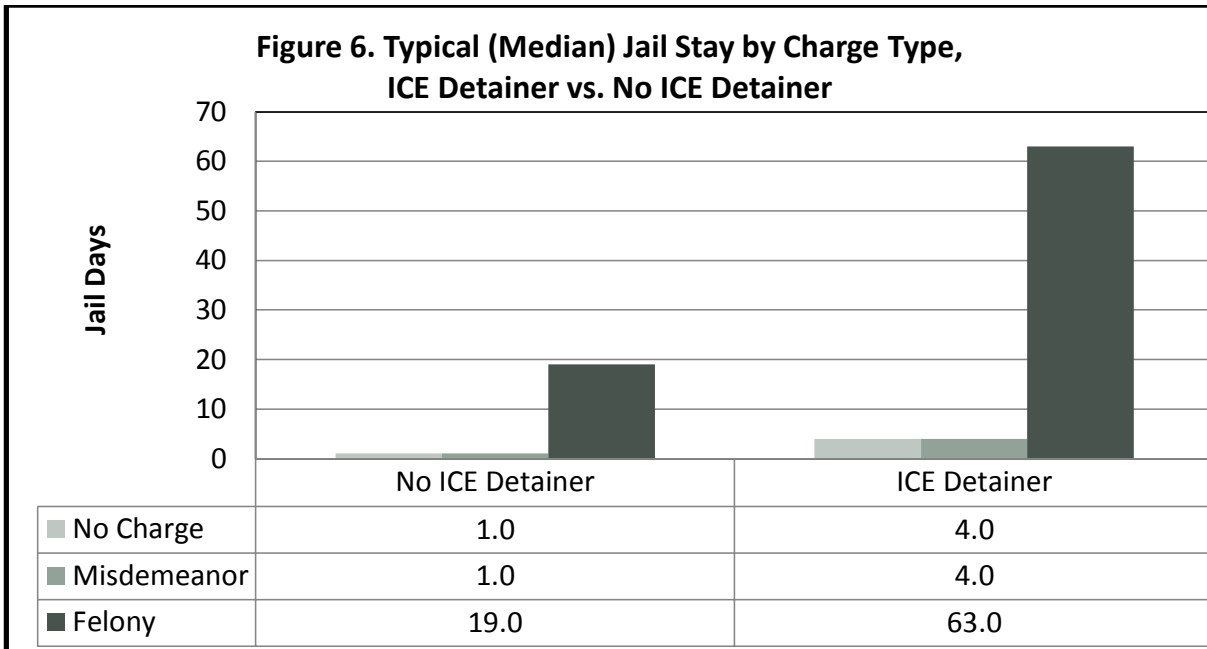 Figure 6. Typical (Median) Jail Stay by Charge Type,
ICE Detainer vs. No ICE Detainer
70
60
50
40
30
20
10
0
Jail Days
No ICE Detainer ICE Detainer
No Charge 1.0 4.0
Misdemeanor 1.0 4.0
Felony 19.0 63.0